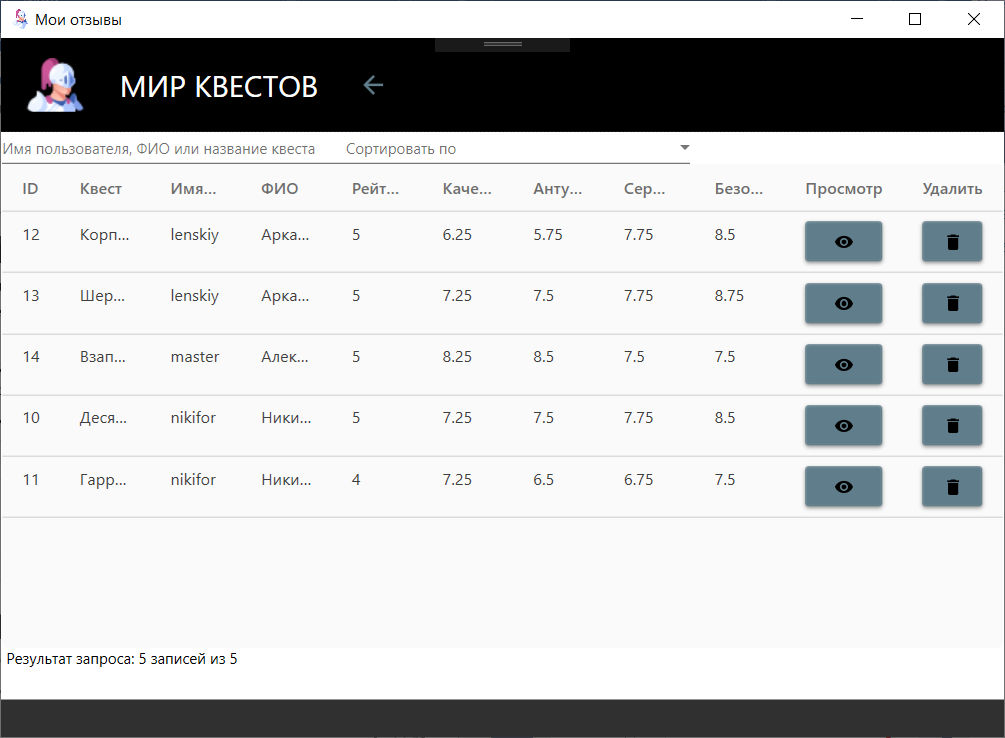 Мои отзывы
МИР КВЕСТОВ
Имя пользователя, ФИО или название квеста Сортировать по
ID Квест Имя... ФИО Рейт... Каче... Анту... Сер... Безо... Просмотр Удалить
12 Корп... lenskiy Арка... 5 6.25 5.75 7.75 8.5
13 Шер... lenskiy Арка... 5 7.25 7.5 7.75 8.75
14 Взап... master Алек... 5 8.25 8.5 7.5 7.5
10 Деся... nikifor Ники... 5 7.25 7.5 7.75 8.5
11 Гарр... nikifor Ники... 4 7.25 6.5 6.75 7.5
Результат запроса: 5 записей из 5